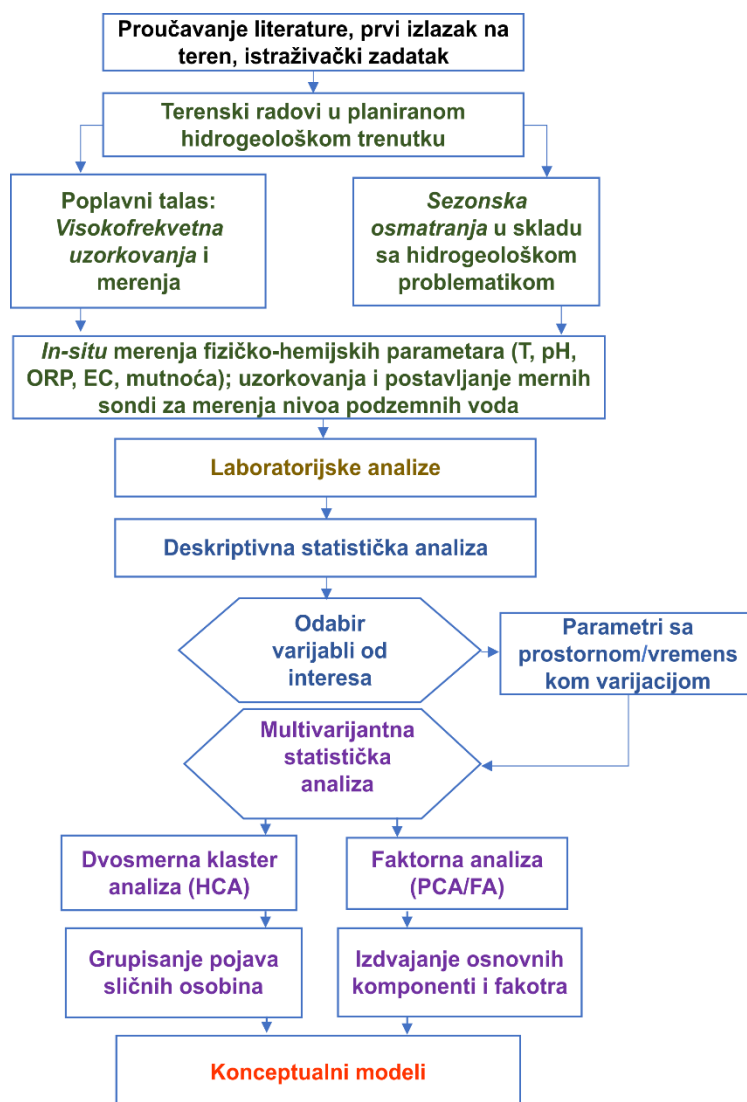 Proučavanje literature, prvi izlazak na
teren, istraživački zadatak
Terenski radovi u planiranom
hidrogeološkom trenutku
Poplavni talas:
Visokofrekvetna
uzorkovanja i
merenja
Sezonska
osmatranja u skladu
sa hidrogeološkom
problematikom
In-situ merenja fizičko-hemijskih parametara (T, pH,
ORP, EC, mutnoća); uzorkovanja i postavljanje mernih
sondi za merenja nivoa podzemnih voda
Laboratorijske analize
Deskriptivna statistička analiza
Odabir
varijabli od
interesa
Parametri sa
prostornom/vremens
kom varijacijom
Multivarijantna
statistička
analiza
Dvosmerna klaster
analiza (HCA)
Faktorna analiza
(PCA/FA)
Grupisanje pojava
sličnih osobina
Izdvajanje osnovnih
komponenti i fakotra
Konceptualni modeli